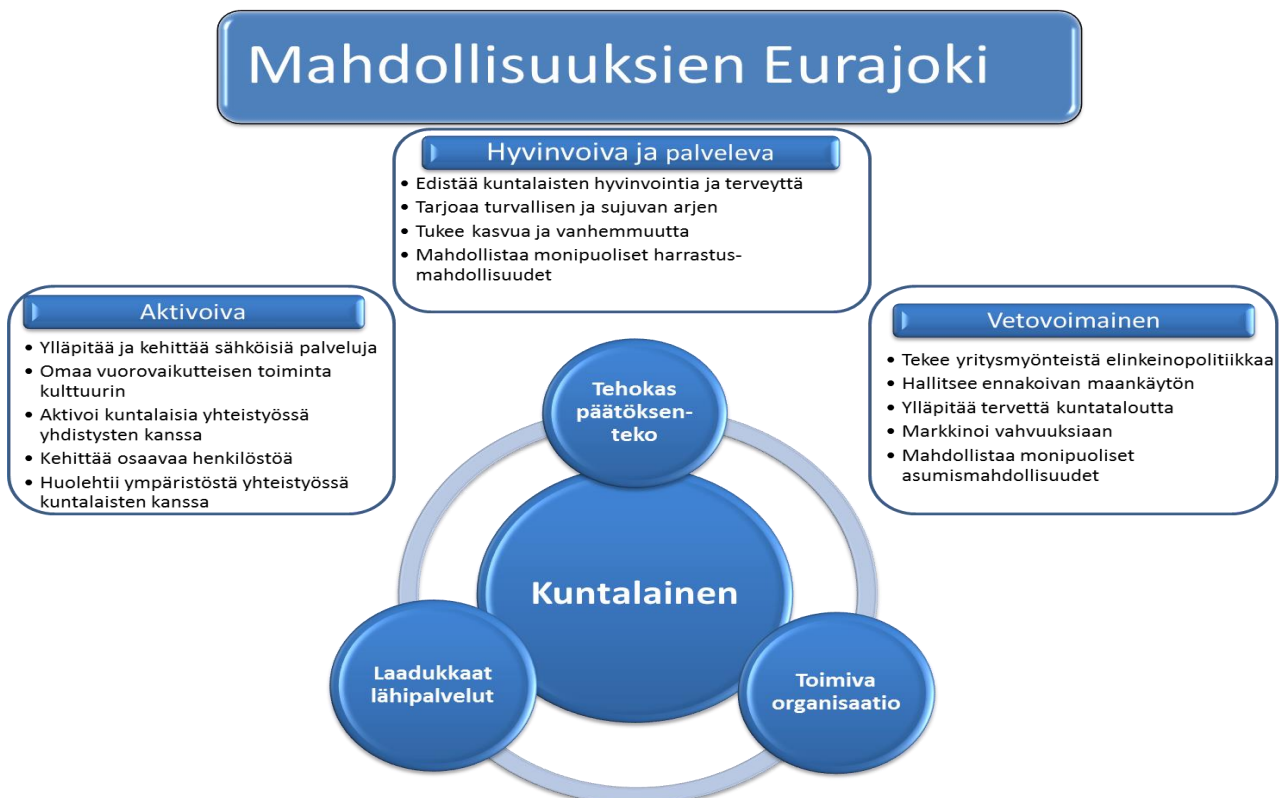 Mahdollisuuksien Eurajoki
Hyvinvoiva ja palveleva
• Edistää kuntalaisten hyvinvointia ja terveyttä
• Tarjoaa turvallisen ja sujuvan arjen
• Tukee kasvua ja vanhemmuutta
• Mahdollistaa monipuoliset harrastus-
mahdollisuudet
Aktivoiva
• Ylläpitää ja kehittää sähköisiä palveluja
• Omaa vuorovaikutteisen toiminta
kulttuurin
• Aktivoi kuntalaisia yhteistyössä
yhdistysten kanssa
• Kehittää osaavaa henkilöstöä
• Huolehtii ympäristöstä yhteistyössä
kuntalaisten kanssa
Vetovoimainen
• Tekee yritysmyönteistä elinkeinopolitiikkaa
• Hallitsee ennakoivan maankäytön
• Ylläpitää tervettä kuntataloutta
• Markkinoi vahvuuksiaan
• Mahdollistaa monipuoliset
asumismahdollisuudet
Tehokas
päätöksen-
teko
Kuntalainen
Laadukkaat
lähipalvelut
Toimiva
organisaatio